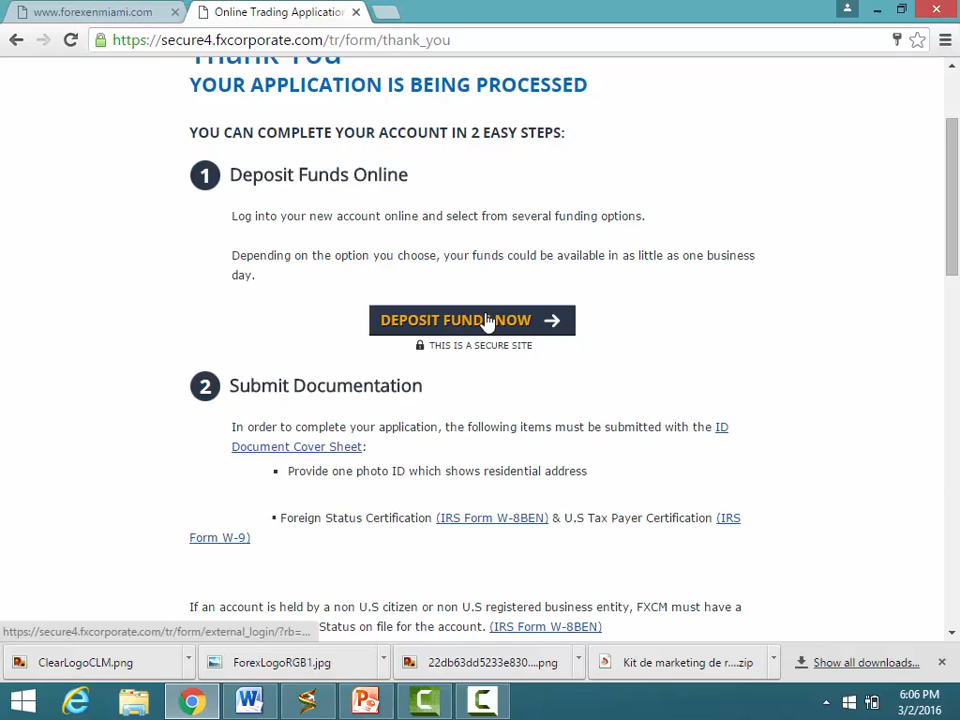 www.forexenmiami.com
Online Trading Application
https://secure4.fxcorporate.com/tr/form/thank_you
Thank You
YOUR APPLICATION IS BEING PROCESSED
YOU CAN COMPLETE YOUR ACCOUNT IN 2 EASY STEPS:
1 Deposit Funds Online
Log into your new account online and select from several funding options.
Depending on the option you choose, your funds could be available in as little as one business
day.
DEPOSIT FUNDS NOW
THIS IS A SECURE SITE
2 Submit Documentation
In order to complete your application, the following items must be submitted with the ID
Document Cover Sheet:
▪ Provide one photo ID which shows residential address
▪ Foreign Status Certification (IRS Form W-8BEN) & U.S Tax Payer Certification (IRS
Form W-9)
If an account is held by a non U.S citizen or non U.S registered business entity, FXCM must have a
Status on file for the account. (IRS Form W-8BEN)
https://secure4.fxcorporate.com/tr/form/external_login/?rb=...
ClearLogoCLM.png
ForexLogoRGB1.jpg
22db63dd5233e830....png
Kit de marketing de r....zip
Show all downloads...
6:06 PM
3/2/2016